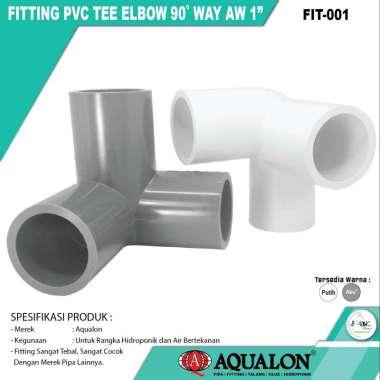 FITTING PVC TEE ELBOW 90° WAY AW 1”
FIT-001
Tersedia Warna :
Putih
Abu²
SPESIFIKASI PRODUK :
- Merek : Aqualon
- Kegunaan : Untuk Rangka Hidroponik dan Air Bertekanan
- Fitting Sangat Tebal, Sangat Cocok
Dengan Merek Pipa Lainnya.
AQUALON®
PIPA | FITTING | TALANG | KLUE | HIDROPONIK